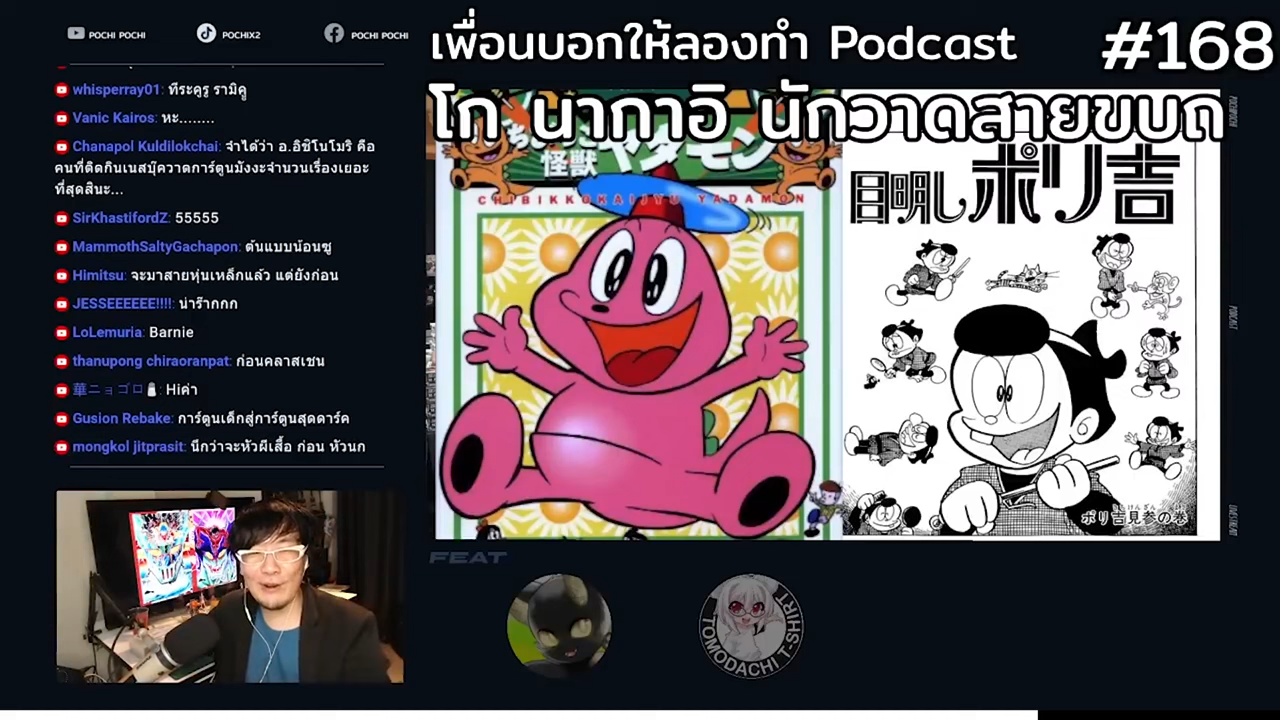 POCHI POCHI
POCHIX2
POCHI POCHI
เพื่อนบอกให้ลองทำ Podcast
#168
โก นากาอิ นักวาดสายขบถ
whisperray01: ทีระคูรู รามิคู
Vanic Kairos: หะ........
Chanapol Kuldilokchai: จำได้ว่า อ.อิชิโนโมริ คือ
คนที่ติดกินเนสบุ๊ควาดการ์ตูนมังงะจำนวนเรื่องเยอะ
ที่สุดสินะ...
SirKhastifordZ: 55555
MammothSaltyGachapon: ต้นแบบน้อนซู
Himitsu: จะมาสายหุ่นเหล็กแล้ว แต่ยังก่อน
JESSEEEEEE!!!!: น่าร๊ากกก
LoLemuria: Barnie
thanupong chiraoranpat: ก่อนคลาสเชน
華ニョゴロ: Hiค่า
Gusion Rebake: การ์ตูนเด็กสู่การ์ตูนสุดดาร์ค
mongkol jitprasit: นึกว่าจะหัวผีเสื้อ ก่อน หัวนก
怪獣ヤダモン
CHIBIKKOKAIJYU YADAMON
目明し ポリ吉
ポリ吉見参の巻
FEAT
TOMODACHI T-SHIRT
PODCAST